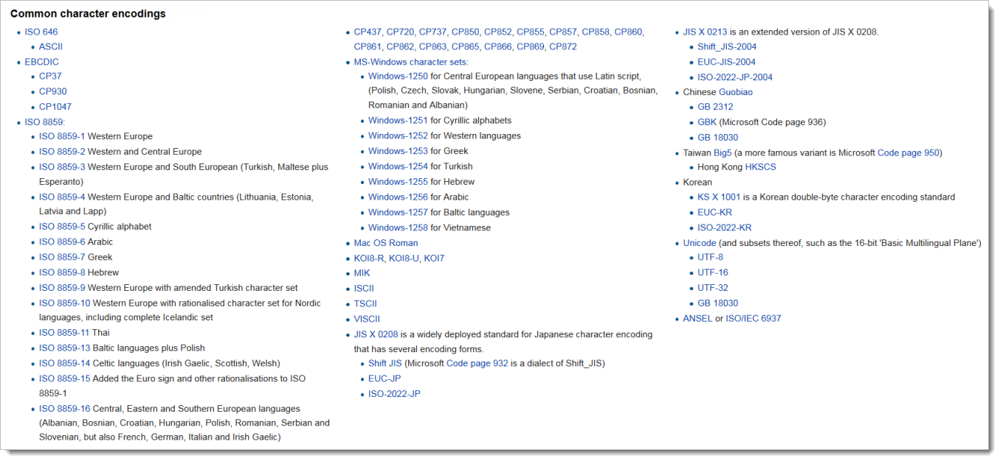 Common character encodings
ISO 646
ASCII
EBCDIC
CP37
CP930
CP1047
ISO 8859:
ISO 8859-1 Western Europe
ISO 8859-2 Western and Central Europe
ISO 8859-3 Western Europe and South European (Turkish, Maltese plus
Esperanto)
ISO 8859-4 Western Europe and Baltic countries (Lithuania, Estonia,
Latvia and Lapp)
ISO 8859-5 Cyrillic alphabet
ISO 8859-6 Arabic
ISO 8859-7 Greek
ISO 8859-8 Hebrew
ISO 8859-9 Western Europe with amended Turkish character set
ISO 8859-10 Western Europe with rationalised character set for Nordic
languages, including complete Icelandic set
ISO 8859-11 Thai
ISO 8859-13 Baltic languages plus Polish
ISO 8859-14 Celtic languages (Irish Gaelic, Scottish, Welsh)
ISO 8859-15 Added the Euro sign and other rationalisations to ISO
8859-1
ISO 8859-16 Central, Eastern and Southern European languages
(Albanian, Bosnian, Croatian, Hungarian, Polish, Romanian, Serbian and
Slovenian, but also French, German, Italian and Irish Gaelic)
CP437, CP720, CP737, CP850, CP852, CP855, CP857, CP858, CP860,
CP861, CP862, CP863, CP865, CP866, CP869, CP872
MS-Windows character sets:
Windows-1250 for Central European languages that use Latin script,
(Polish, Czech, Slovak, Hungarian, Slovene, Serbian, Croatian, Bosnian,
Romanian and Albanian)
Windows-1251 for Cyrillic alphabets
Windows-1252 for Western languages
Windows-1253 for Greek
Windows-1254 for Turkish
Windows-1255 for Hebrew
Windows-1256 for Arabic
Windows-1257 for Baltic languages
Windows-1258 for Vietnamese
Mac OS Roman
KOI8-R, KOI8-U, KOI7
MIK
ISCII
TSCII
VISCII
JIS X 0208 is a widely deployed standard for Japanese character encoding
that has several encoding forms.
Shift JIS (Microsoft Code page 932 is a dialect of Shift_JIS)
EUC-JP
ISO-2022-JP
JIS X 0213 is an extended version of JIS X 0208.
Shift_JIS-2004
EUC-JIS-2004
ISO-2022-JP-2004
Chinese Guobiao
GB 2312
GBK (Microsoft Code page 936)
GB 18030
Taiwan Big5 (a more famous variant is Microsoft Code page 950)
Hong Kong HKSCS
Korean
KS X 1001 is a Korean double-byte character encoding standard
EUC-KR
ISO-2022-KR
Unicode (and subsets thereof, such as the 16-bit 'Basic Multilingual Plane')
UTF-8
UTF-16
UTF-32
GB 18030
ANSEL or ISO/IEC 6937